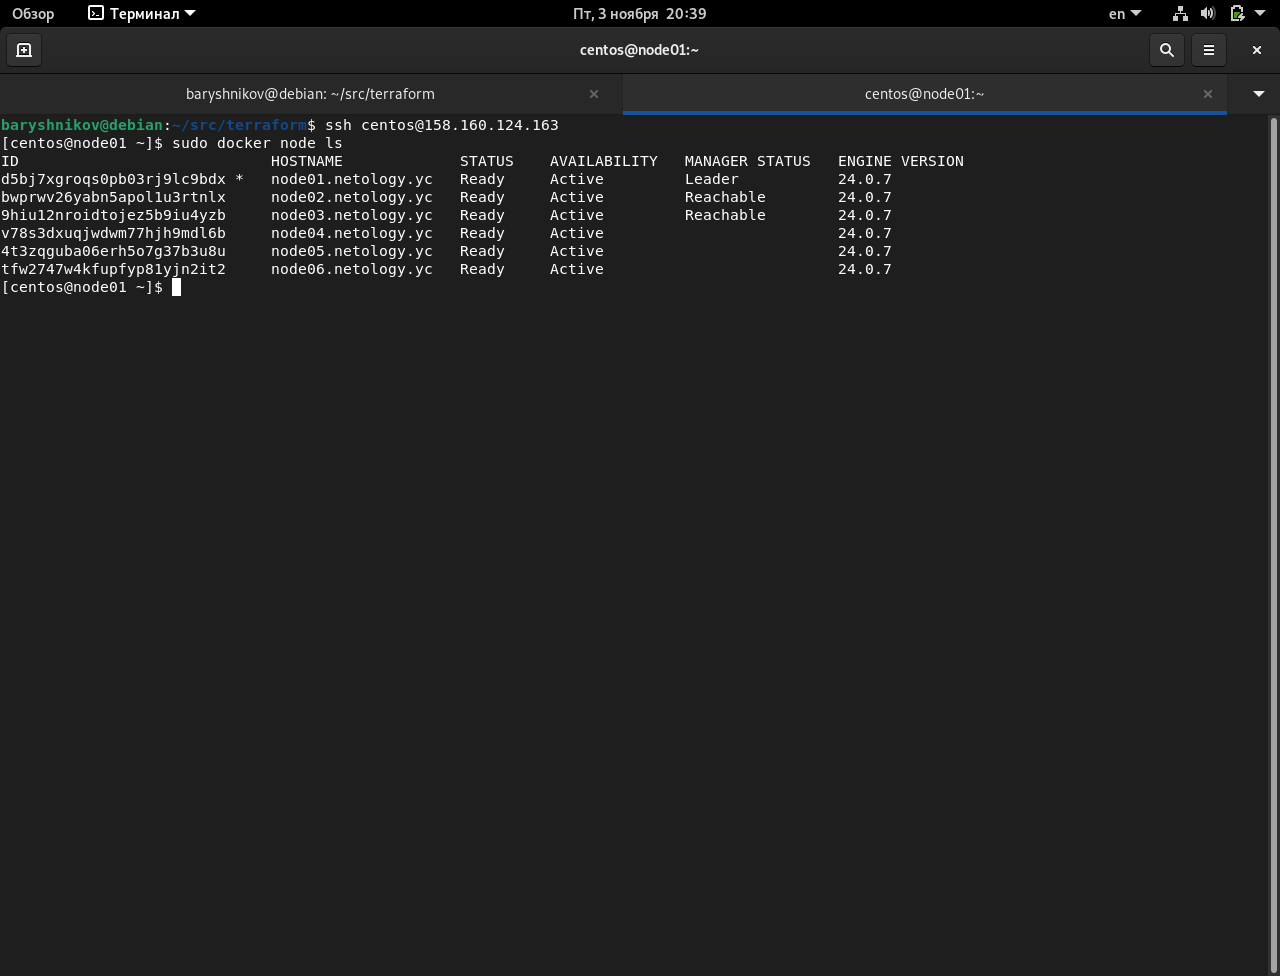 Обзор Терминал Пт, 3 ноября 20:39 en
centos@node01:~
baryshnikov@debian: ~/src/terraform centos@node01:~
baryshnikov@debian:~/src/terraform$ ssh centos@158.160.124.163
[centos@node01 ~]$ sudo docker node ls
ID HOSTNAME STATUS AVAILABILITY MANAGER STATUS ENGINE VERSION
d5bj7xgroqs0pb03rj9lc9bdx * node01.netology.yc Ready Active Leader 24.0.7
bwprwv26yabn5apol1u3rtnlx node02.netology.yc Ready Active Reachable 24.0.7
9hiu12nroidtojez5b9iu4yzb node03.netology.yc Ready Active Reachable 24.0.7
v78s3dxuqjwdwm77hjh9mdl6b node04.netology.yc Ready Active 24.0.7
4t3zqguba06erh5o7g37b3u8u node05.netology.yc Ready Active 24.0.7
tfw2747w4kfupfyp81yjn2it2 node06.netology.yc Ready Active 24.0.7
[centos@node01 ~]$